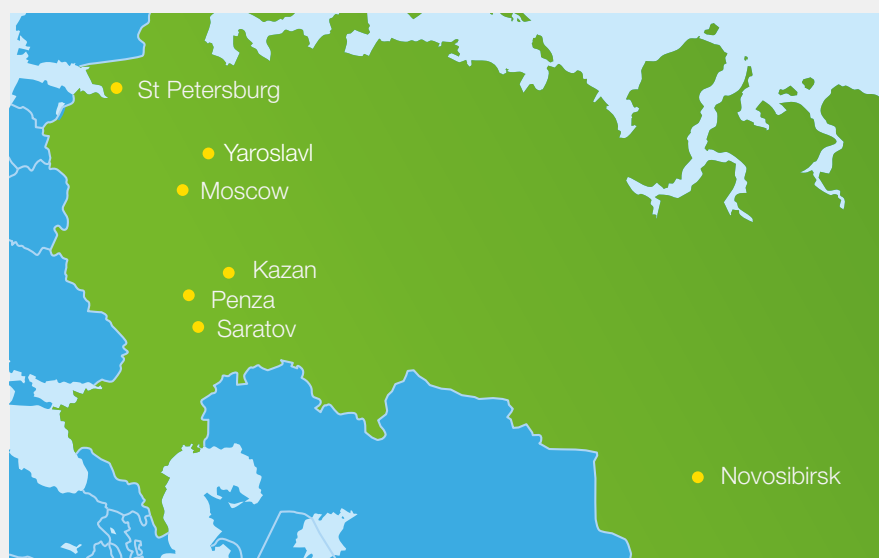 St Petersburg
Yaroslavl
Moscow
Kazan
Penza
Saratov
Novosibirsk